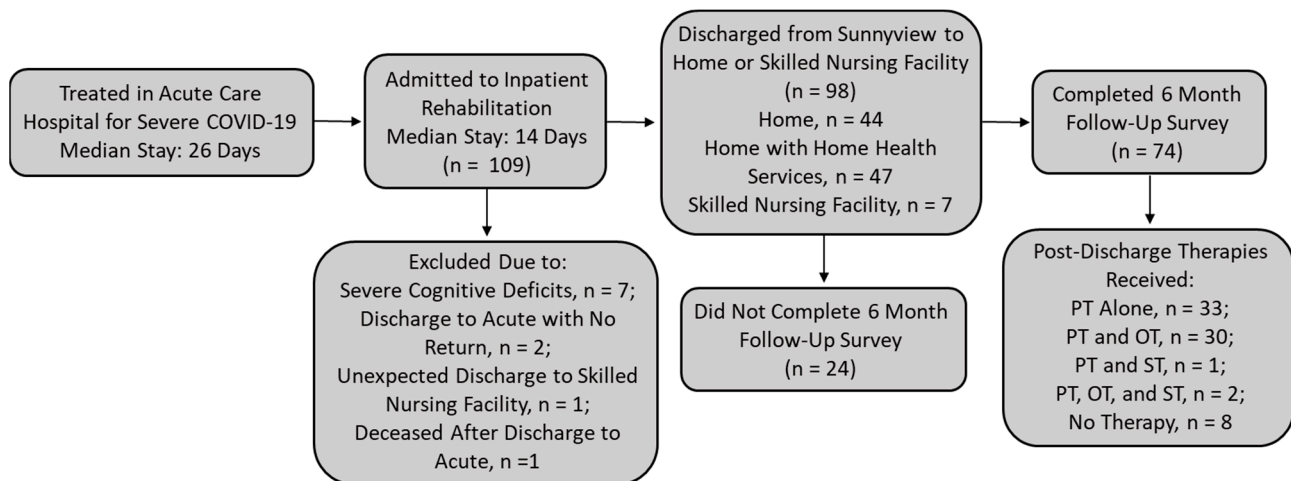 Treated in Acute Care
Hospital for Severe COVID-19
Median Stay: 26 Days
Admitted to Inpatient
Rehabilitation
Median Stay: 14 Days
(n =  109)
Excluded Due to:
Severe Cognitive Deficits, n = 7;
Discharge to Acute with No
Return, n = 2;
Unexpected Discharge to Skilled
Nursing Facility, n = 1;
Deceased After Discharge to
Acute, n =1
Discharged from Sunnyview to
Home or Skilled Nursing Facility
(n = 98)
Home, n = 44
Home with Home Health
Services, n = 47
Skilled Nursing Facility, n = 7
Did Not Complete 6 Month
Follow-Up Survey
(n = 24)
Completed 6 Month
Follow-Up Survey
(n = 74)
Post-Discharge Therapies
Received:
PT Alone, n = 33;
PT and OT, n = 30;
PT and ST, n = 1;
PT, OT, and ST, n = 2;
No Therapy, n = 8